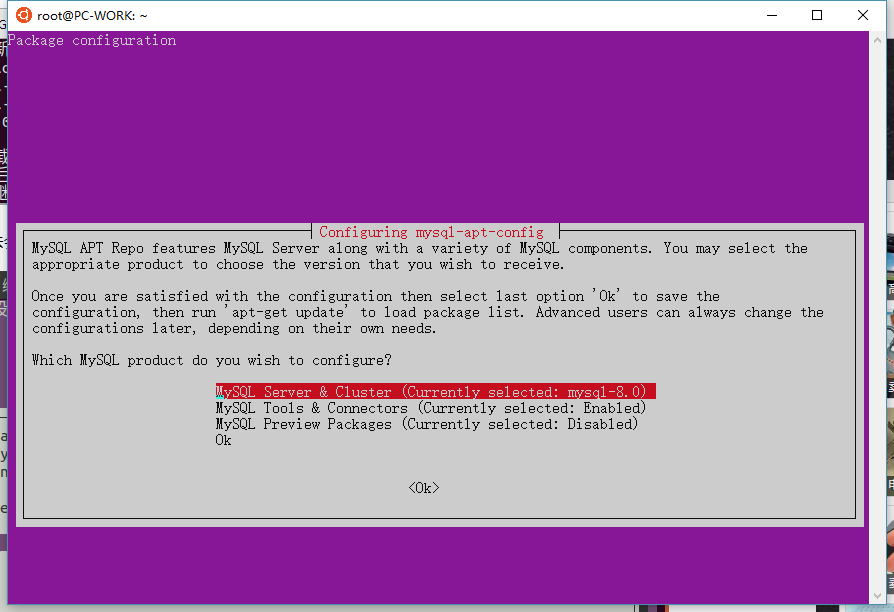 root@PC-WORK: ~
Package configuration
Configuring mysql-apt-config
MySQL APT Repo features MySQL Server along with a variety of MySQL components. You may select the
appropriate product to choose the version that you wish to receive.
Once you are satisfied with the configuration then select last option 'Ok' to save the
configuration, then run 'apt-get update' to load package list. Advanced users can always change the
configurations later, depending on their own needs.
Which MySQL product do you wish to configure?
MySQL Server & Cluster (Currently selected: mysql-8.0)
MySQL Tools & Connectors (Currently selected: Enabled)
MySQL Preview Packages (Currently selected: Disabled)
Ok
<Ok>